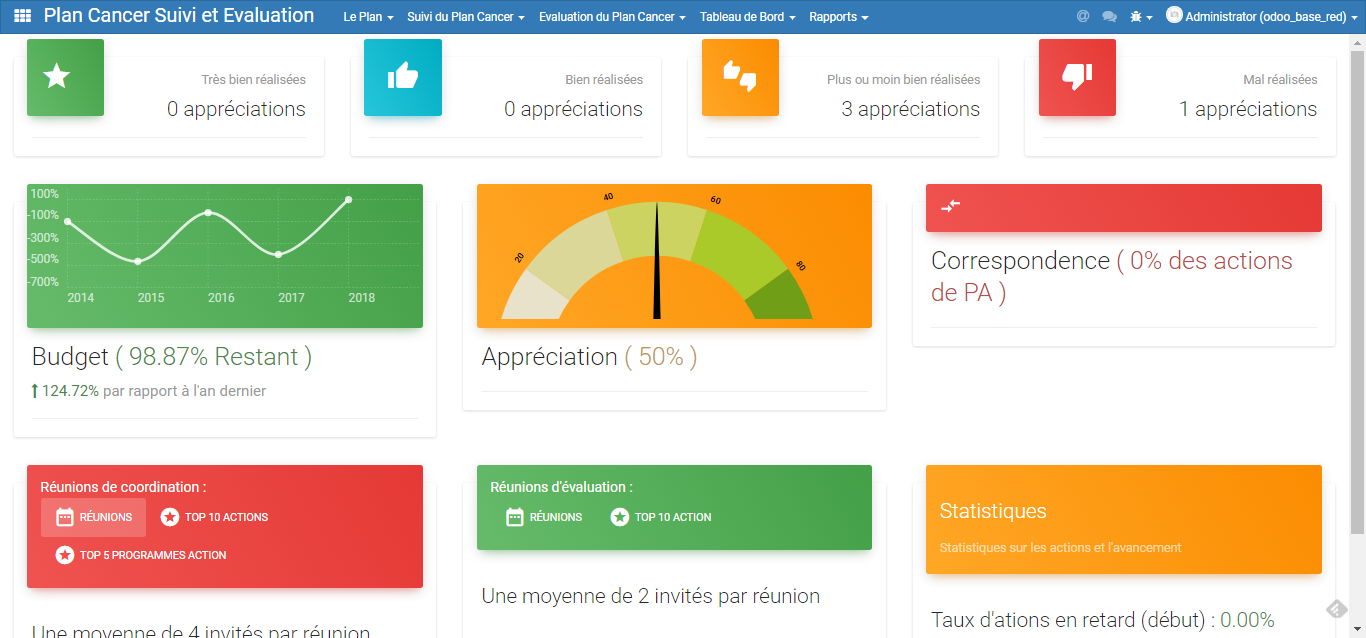 Plan Cancer Suivi et Evaluation
Le Plan
Suivi du Plan Cancer
Evaluation du Plan Cancer
Tableau de Bord
Rapports
Administrator (odoo_base_red)
Très bien réalisées
0 appréciations
Bien réalisées
0 appréciations
Plus ou moin bien réalisées
3 appréciations
Mal réalisées
1 appréciations
100%
-100%
-300%
-500%
-700%
2014
2015
2016
2017
2018
Budget ( 98.87% Restant )
124.72% par rapport à l'an dernier
20
40
60
80
Appréciation ( 50% )
Correspondence ( 0% des actions
de PA )
Réunions de coordination :
RÉUNIONS
TOP 10 ACTIONS
TOP 5 PROGRAMMES ACTION
Une moyenne de 4 invités par réunion
Réunions d'évaluation :
RÉUNIONS
TOP 10 ACTION
Une moyenne de 2 invités par réunion
Statistiques
Statistiques sur les actions et l'avancement
Taux d'ations en retard (début) : 0.00%